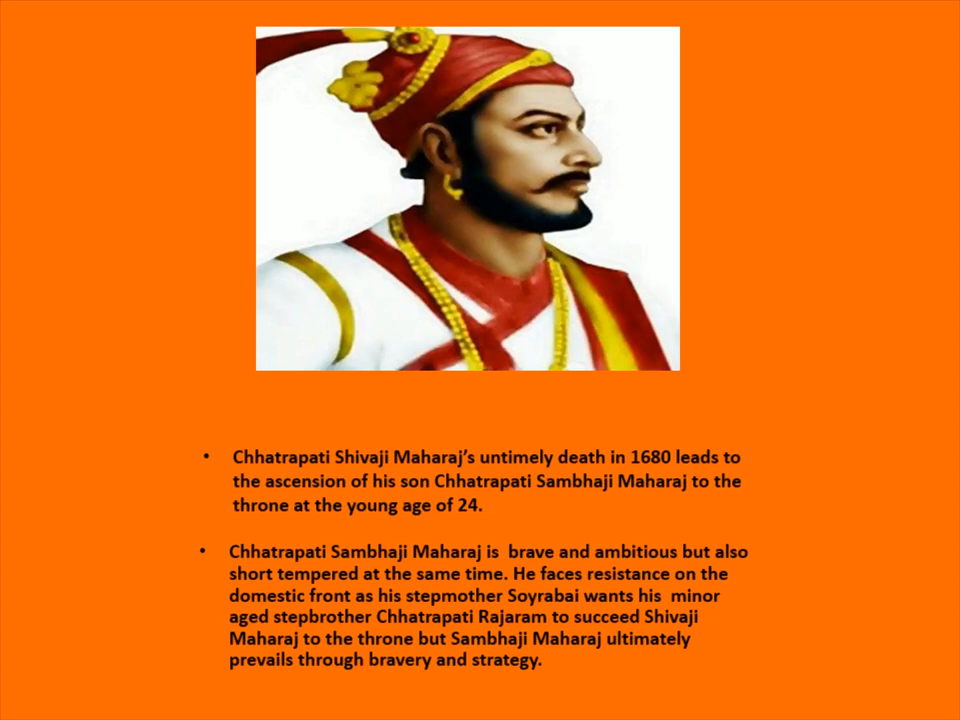 • Chhatrapati Shivaji Maharaj’s untimely death in 1680 leads to
the ascension of his son Chhatrapati Sambhaji Maharaj to the
throne at the young age of 24.
• Chhatrapati Sambhaji Maharaj is  brave and ambitious but also
short tempered at the same time. He faces resistance on the
domestic front as his stepmother Soyrabai wants his  minor
aged stepbrother Chhatrapati Rajaram to succeed Shivaji
Maharaj to the throne but Sambhaji Maharaj ultimately
prevails through bravery and strategy.